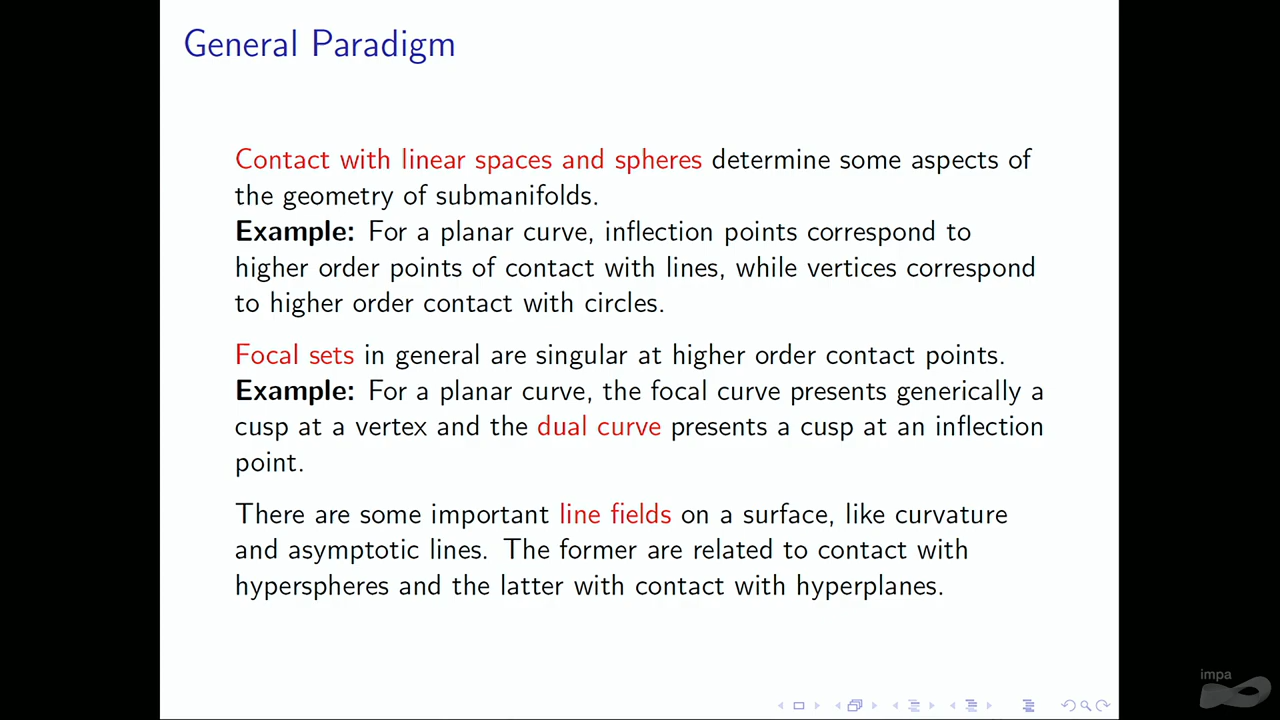 General Paradigm
Contact with linear spaces and spheres determine some aspects of
the geometry of submanifolds.
Example: For a planar curve, inflection points correspond to
higher order points of contact with lines, while vertices correspond
to higher order contact with circles.
Focal sets in general are singular at higher order contact points.
Example: For a planar curve, the focal curve presents generically a
cusp at a vertex and the dual curve presents a cusp at an inflection
point.
There are some important line fields on a surface, like curvature
and asymptotic lines. The former are related to contact with
hyperspheres and the latter with contact with hyperplanes.
impa